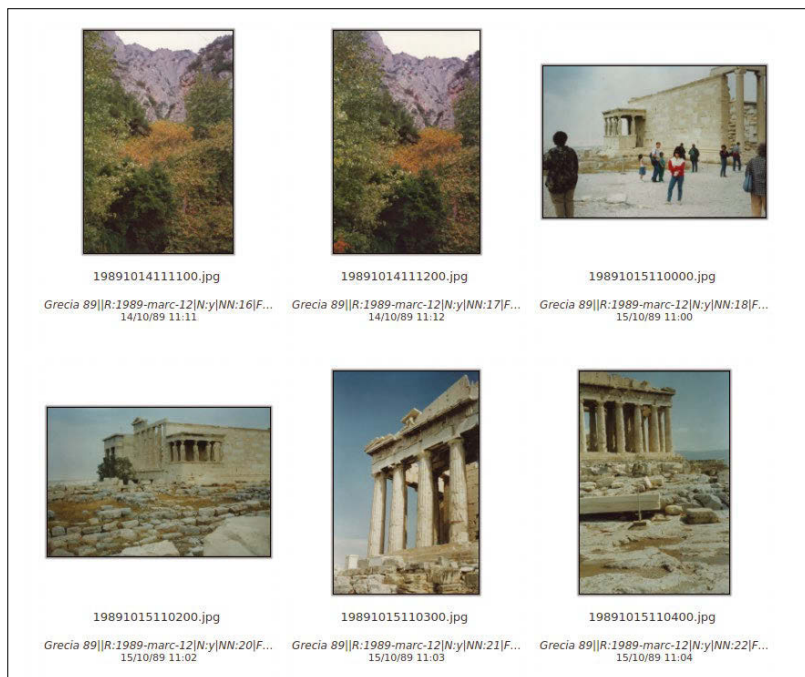 19891014111100.jpg
Grecia 89||R:1989-marc-12|N:y|NN:16|F...
14/10/89 11:11
19891014111200.jpg
Grecia 89||R:1989-marc-12|N:y|NN:17|F...
14/10/89 11:12
19891015110000.jpg
Grecia 89||R:1989-marc-12|N:y|NN:18|F...
15/10/89 11:00
19891015110200.jpg
Grecia 89||R:1989-marc-12|N:y|NN:20|F...
15/10/89 11:02
19891015110300.jpg
Grecia 89||R:1989-marc-12|N:y|NN:21|F...
15/10/89 11:03
19891015110400.jpg
Grecia 89||R:1989-marc-12|N:y|NN:22|F...
15/10/89 11:04